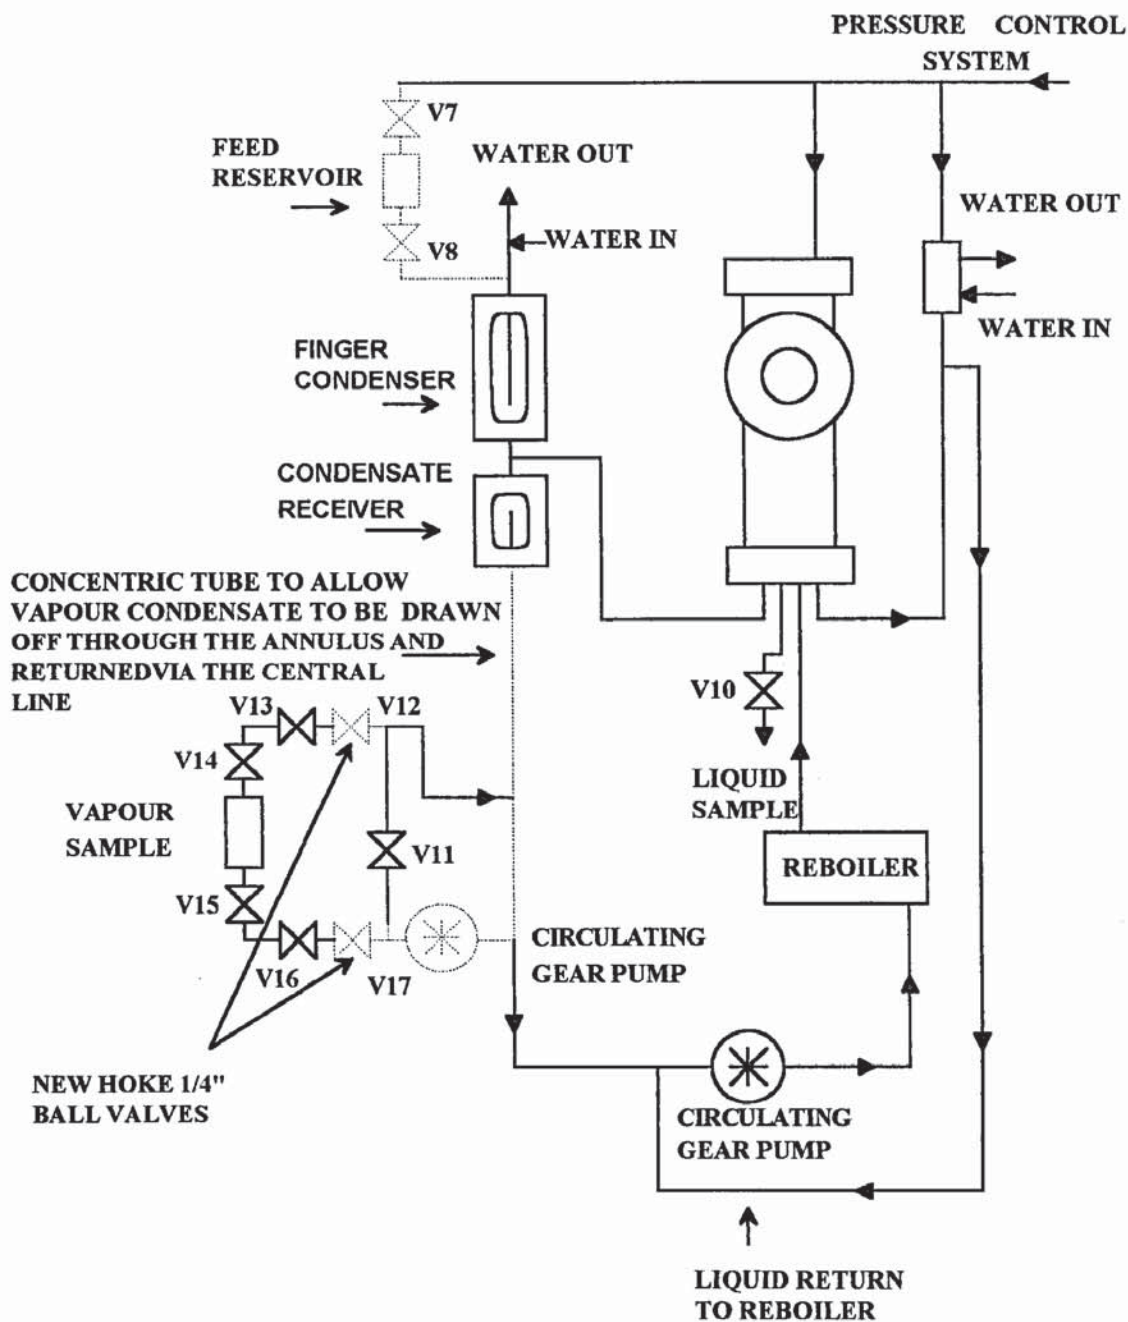 PRESSURE CONTROL
SYSTEM
V7
FEED
RESERVOIR
WATER OUT
V8
WATER IN
WATER OUT
WATER IN
FINGER
CONDENSER
CONDENSATE
RECEIVER
CONCENTRIC TUBE TO ALLOW
VAPOUR CONDENSATE TO BE DRAWN
OFF THROUGH THE ANNULUS AND
RETURNEDVIA THE CENTRAL
LINE
V10
V13
V12
V14
LIQUID
SAMPLE
VAPOUR
SAMPLE
V11
REBOILER
V15
CIRCULATING
GEAR PUMP
V16
V17
NEW HOKE 1/4"
BALL VALVES
CIRCULATING
GEAR PUMP
LIQUID RETURN
TO REBOILER